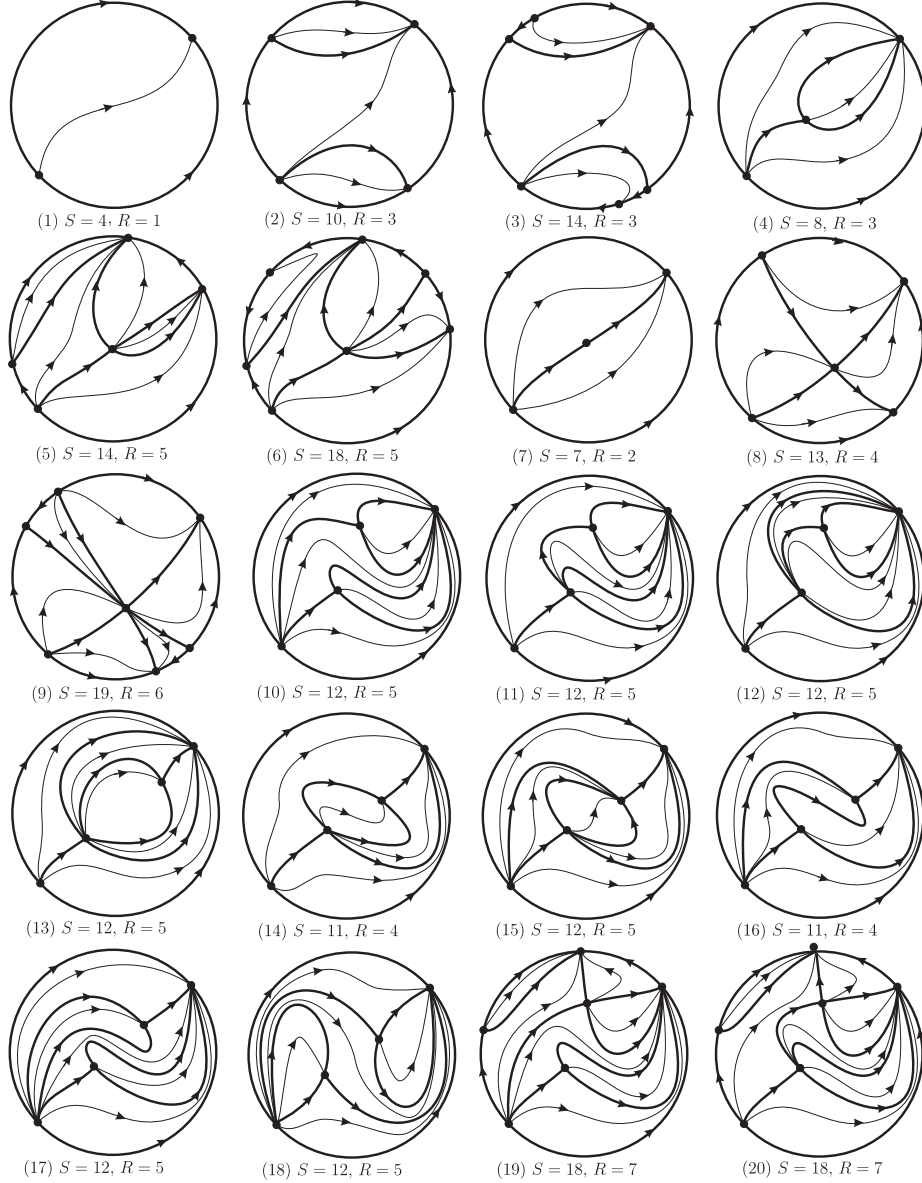 (1) S = 4, R = 1
(2) S = 10, R = 3
(3) S = 14, R = 3
(4) S = 8, R = 3
(5) S = 14, R = 5
(6) S = 18, R = 5
(7) S = 7, R = 2
(8) S = 13, R = 4
(9) S = 19, R = 6
(10) S = 12, R = 5
(11) S = 12, R = 5
(12) S = 12, R = 5
(13) S = 12, R = 5
(14) S = 11, R = 4
(15) S = 12, R = 5
(16) S = 11, R = 4
(17) S = 12, R = 5
(18) S = 12, R = 5
(19) S = 18, R = 7
(20) S = 18, R = 7